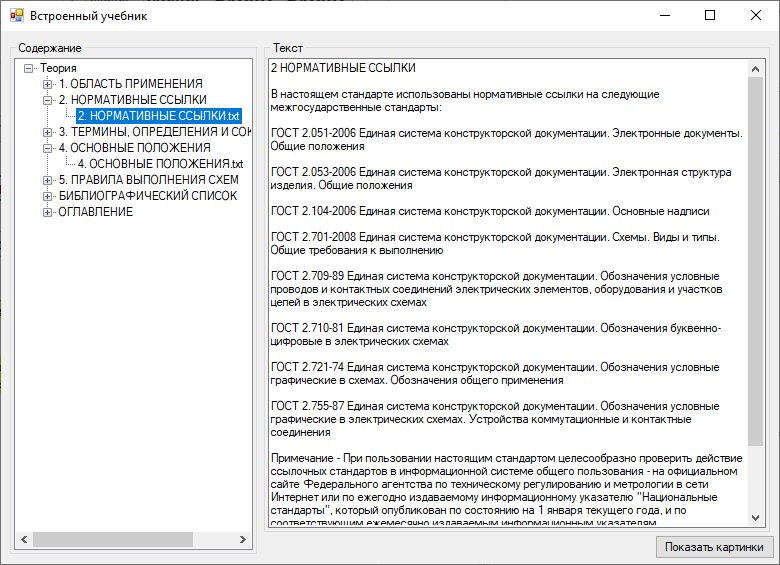 Встроенный учебник
Содержание
Теория
1. ОБЛАСТЬ ПРИМЕНЕНИЯ
2. НОРМАТИВНЫЕ ССЫЛКИ
2. НОРМАТИВНЫЕ ССЫЛКИ.txt
3. ТЕРМИНЫ, ОПРЕДЕЛЕНИЯ И СОК
4. ОСНОВНЫЕ ПОЛОЖЕНИЯ
4. ОСНОВНЫЕ ПОЛОЖЕНИЯ.txt
5. ПРАВИЛА ВЫПОЛНЕНИЯ СХЕМ
БИБЛИОГРАФИЧЕСКИЙ СПИСОК
ОГЛАВЛЕНИЕ
Текст
2 НОРМАТИВНЫЕ ССЫЛКИ
В настоящем стандарте использованы нормативные ссылки на следующие
межгосударственные стандарты:
ГОСТ 2.051-2006 Единая система конструкторской документации. Электронные документы.
Общие положения
ГОСТ 2.053-2006 Единая система конструкторской документации. Электронная структура
изделия. Общие положения
ГОСТ 2.104-2006 Единая система конструкторской документации. Основные надписи
ГОСТ 2.701-2008 Единая система конструкторской документации. Схемы. Виды и типы.
Общие требования к выполнению
ГОСТ 2.709-89 Единая система конструкторской документации. Обозначения условные
проводов и контактных соединений электрических элементов, оборудования и участков
цепей в электрических схемах
ГОСТ 2.710-81 Единая система конструкторской документации. Обозначения буквенно-
цифровые в электрических схемах
ГОСТ 2.721-74 Единая система конструкторской документации. Обозначения условные
графические в схемах. Обозначения общего применения
ГОСТ 2.755-87 Единая система конструкторской документации. Обозначения условные
графические в электрических схемах. Устройства коммутационные и контактные
соединения
Примечание - При пользовании настоящим стандартом целесообразно проверить действие
ссылочных стандартов в информационной системе общего пользования - на официальном
сайте Федерального агентства по техническому регулированию и метрологии в сети
Интернет или по ежегодно издаваемому информационному указателю "Национальные
стандарты", который опубликован по состоянию на 1 января текущего года, и по
соответствующим ежемесячно издаваемым информационным указателям
Показать картинки